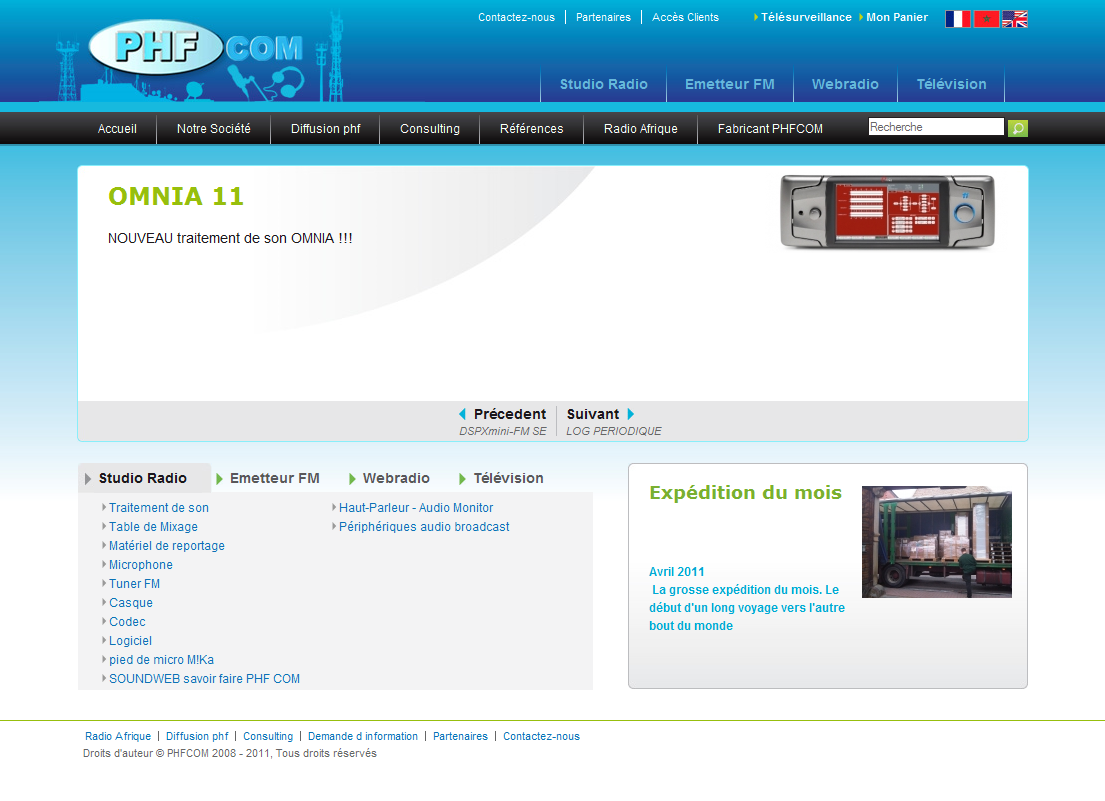 PHF COM
Contactez-nous Partenaires Accès Clients Télésurveillance Mon Panier
Studio Radio Emetteur FM Webradio Télévision
Accueil Notre Société Diffusion phf Consulting Références Radio Afrique Fabricant PHFCOM Recherche
OMNIA 11
NOUVEAU traitement de son OMNIA !!!
Précedent Suivant
DSPXmini-FM SE LOG PERIODIQUE
Studio Radio Emetteur FM Webradio Télévision
Traitement de son
Table de Mixage
Matériel de reportage
Microphone
Tuner FM
Casque
Codec
Logiciel
pied de micro M!Ka
SOUNDWEB savoir faire PHF COM
Haut-Parleur - Audio Monitor
Périphériques audio broadcast
Expédition du mois
Avril 2011
La grosse expédition du mois. Le
début d'un long voyage vers l'autre
bout du monde
Radio Afrique | Diffusion phf | Consulting | Demande d information | Partenaires | Contactez-nous
Droits d'auteur © PHFCOM 2008 - 2011, Tous droits réservés